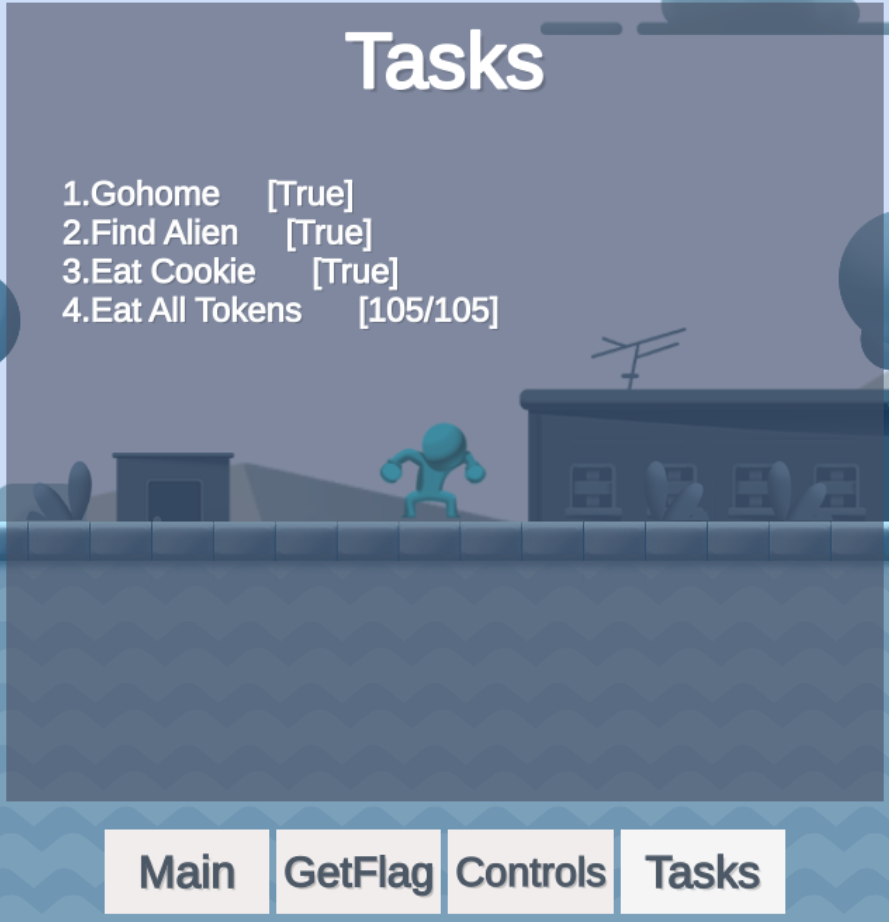 Tasks
1.Gohome [True]
2.Find Alien [True]
3.Eat Cookie [True]
4.Eat All Tokens [105/105]
Main GetFlag Controls Tasks